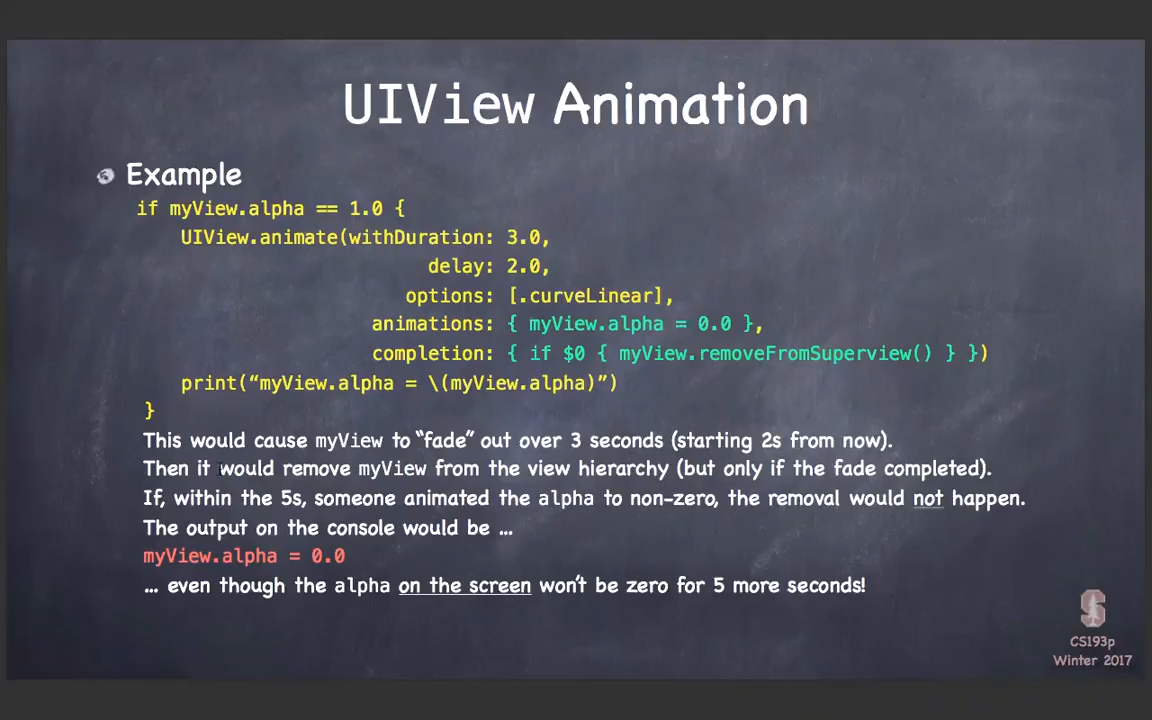 UIView Animation
Example
if myView.alpha == 1.0 {
UIView.animate(withDuration: 3.0,
delay: 2.0,
options: [.curveLinear],
animations: { myView.alpha = 0.0 },
completion: { if $0 { myView.removeFromSuperview() } })
print(“myView.alpha = \(myView.alpha)”)
}
This would cause myView to “fade” out over 3 seconds (starting 2s from now).
Then it would remove myView from the view hierarchy (but only if the fade completed).
If, within the 5s, someone animated the alpha to non-zero, the removal would not happen.
The output on the console would be …
myView.alpha = 0.0
… even though the alpha on the screen won’t be zero for 5 more seconds!
CS193p
Winter 2017